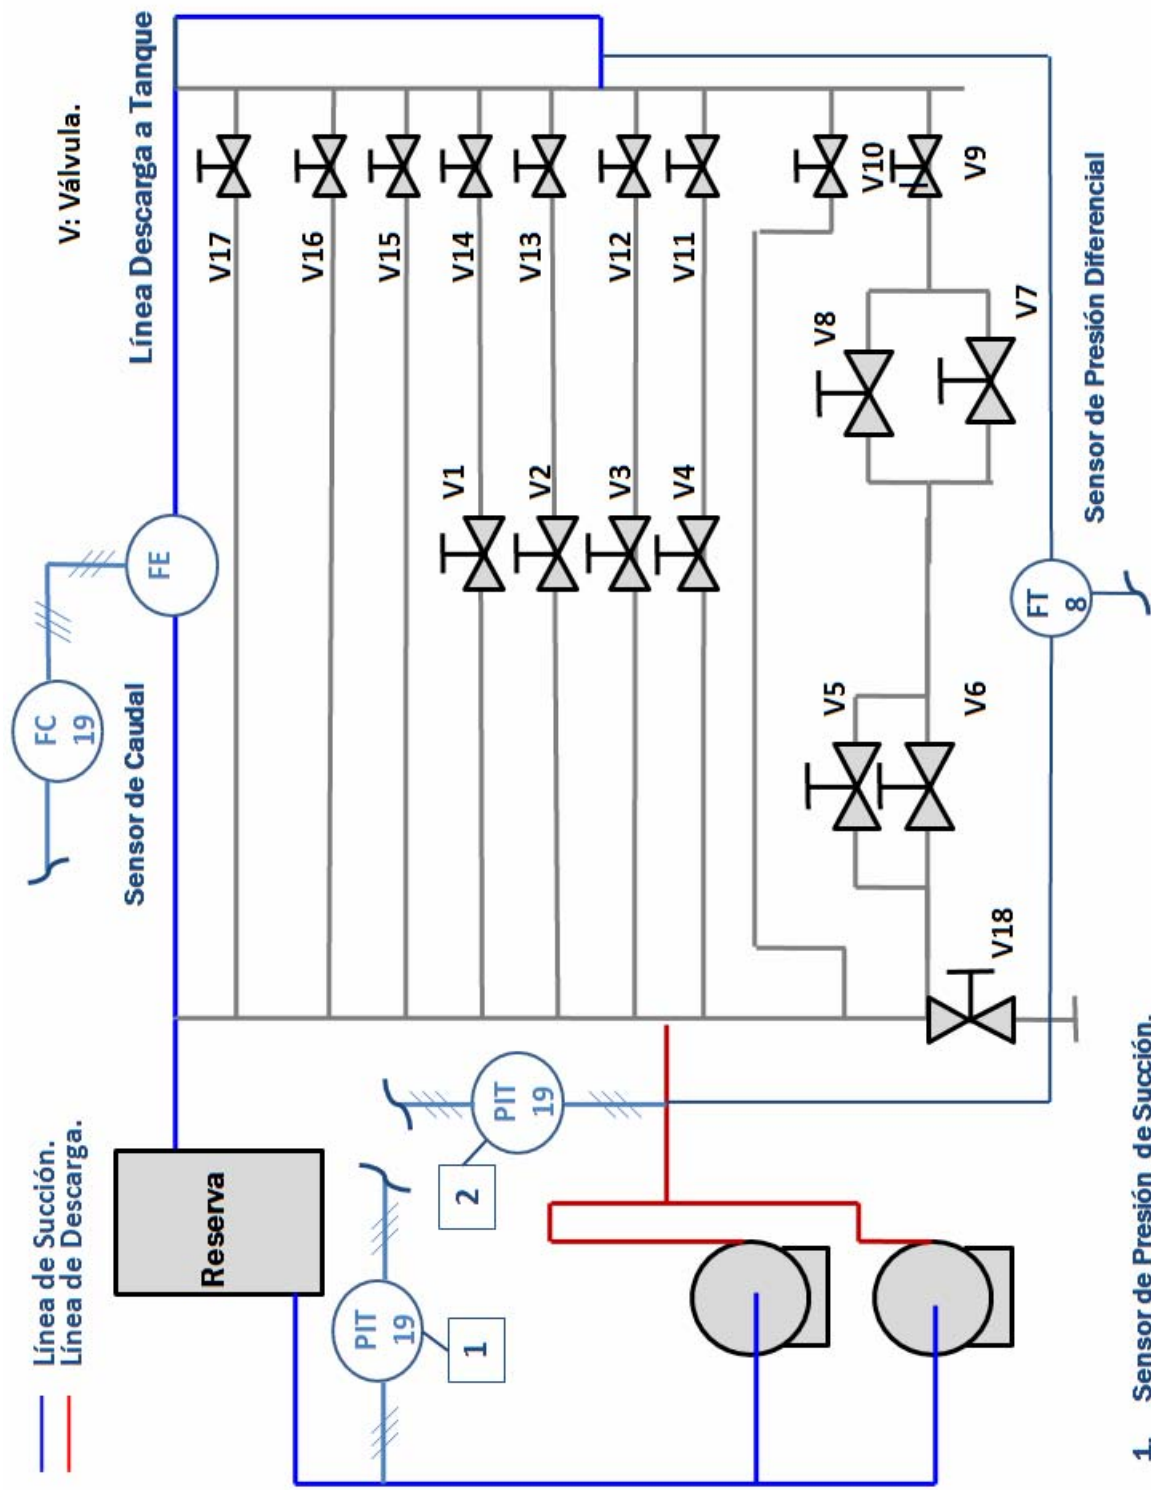 Línea de Succión.
Línea de Descarga.
V: Válvula.
Línea Descarga a Tanque
FC
19
FE
Sensor de Caudal
Reserva
PIT
19
1
PIT
19
2
V17
V16
V15
V14
V13
V12
V11
V10
V9
V1
V2
V3
V4
V8
V7
V5
V6
V18
FT
8
Sensor de Presión Diferencial
1. Sensor de Presión de Succión.